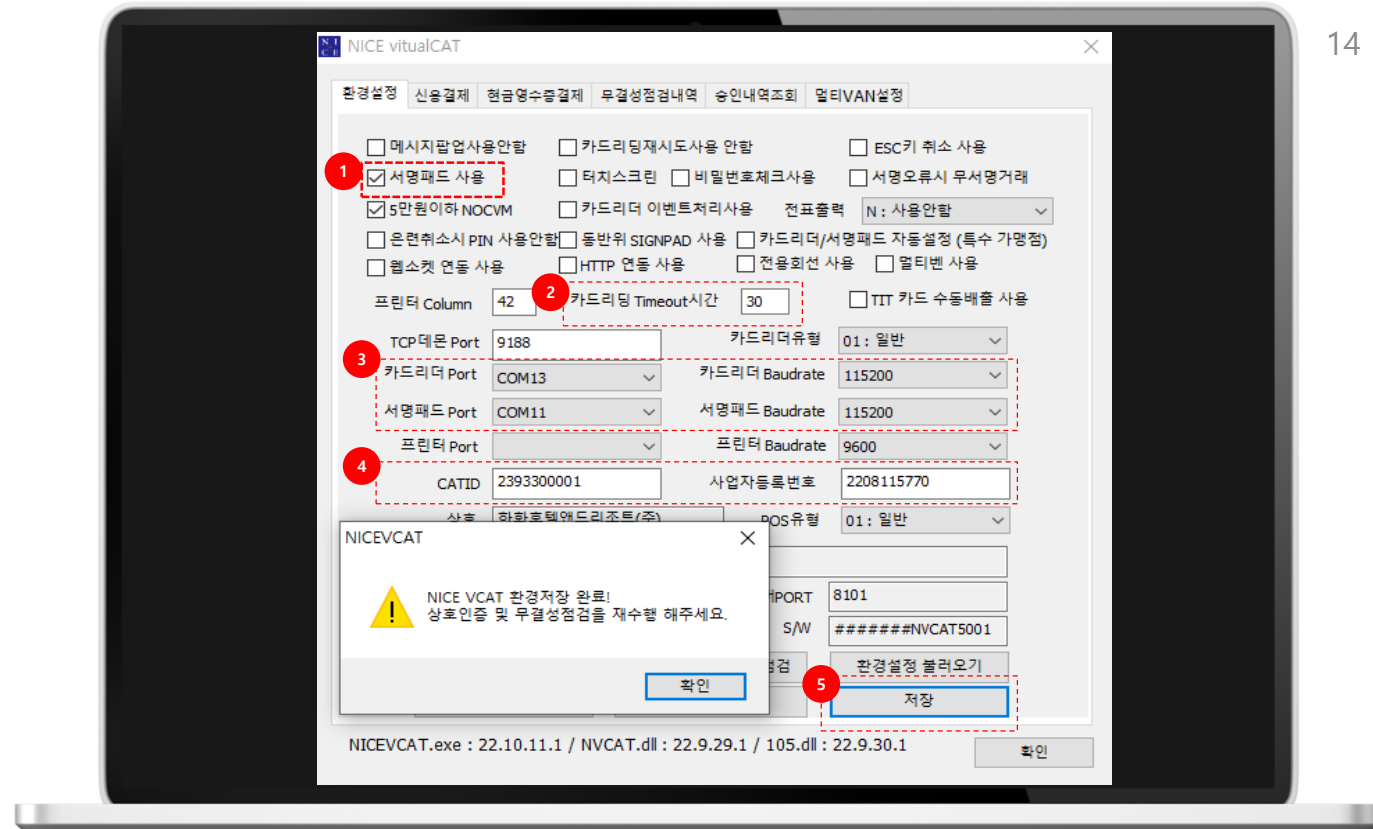 14
NICE vitualCAT
환경설정 신용결제 현금영수증결제 무결성점검내역 승인내역조회 멀티VAN설정
메시지팝업사용안함 카드리딩재시도사용 안함 ESC키 취소 사용
1 서명패드 사용 터치스크린 비밀번호체크사용 서명오류시 무서명거래
5만원이하 NOCVM 카드리더 이벤트처리사용 전표출력 N : 사용안함
은련취소시 PIN 사용안함 동반위 SIGNPAD 사용 카드리더/서명패드 자동설정 (특수 가맹점)
웹소켓 연동 사용 HTTP 연동 사용 전용회선 사용 멀티벤 사용
프린터 Column 42 2 카드리딩 Timeout시간 30 TIT 카드 수동배출 사용
TCP데몬 Port 9188 카드리더유형 01 : 일반
3 카드리더 Port COM13 카드리더 Baudrate 115200
서명패드 Port COM11 서명패드 Baudrate 115200
프린터 Port 프린터 Baudrate 9600
4 CATID 2393300001 사업자등록번호 2208115770
상호 한화호텔앤드리조트(주) POS유형 01 : 일반
NICEVCAT
NICE VCAT 환경저장 완료!
상호인증 및 무결성점검을 재수행 해주세요.
확인
PORT 8101
S/W #######NVCAT5001
점검 환경설정 불러오기
5 저장
NICEVCAT.exe : 22.10.11.1 / NVCAT.dll : 22.9.29.1 / 105.dll : 22.9.30.1 확인